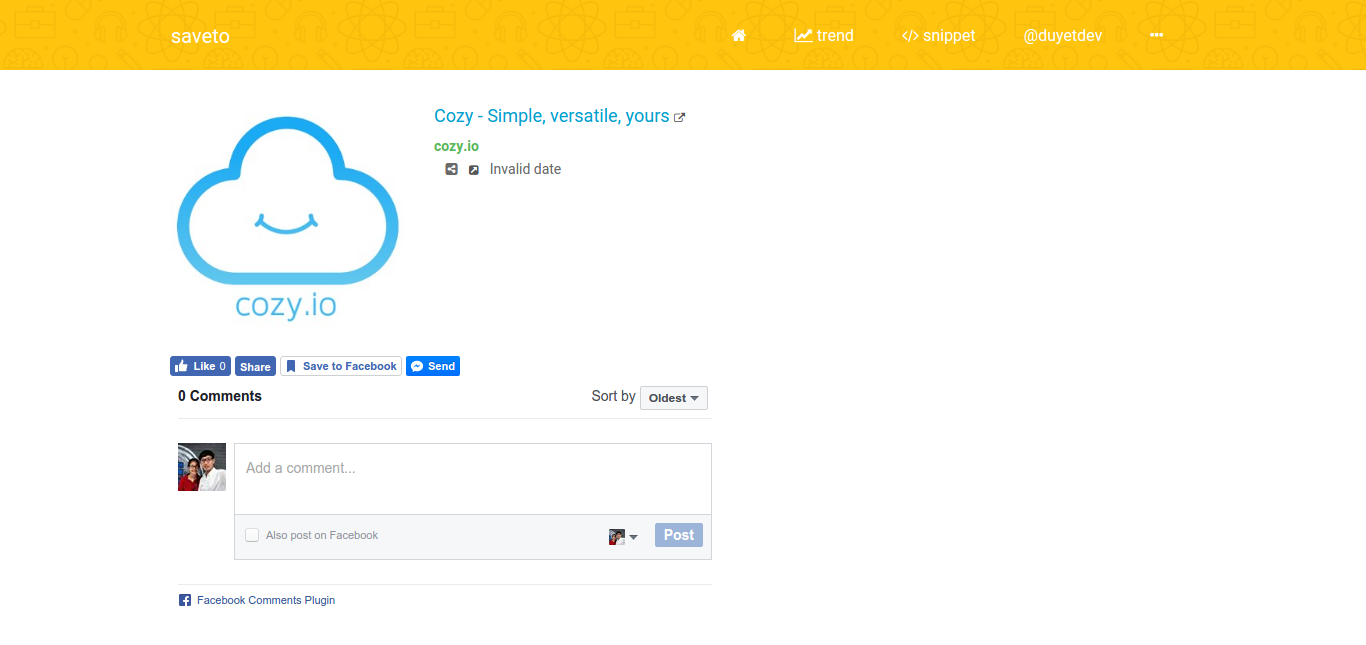 saveto
trend
</> snippet
@duyetdev
Cozy - Simple, versatile, yours
cozy.io
Invalid date
cozy.io
Like 0
Share
Save to Facebook
Send
0 Comments
Sort by Oldest
Add a comment...
Also post on Facebook
Post
Facebook Comments Plugin